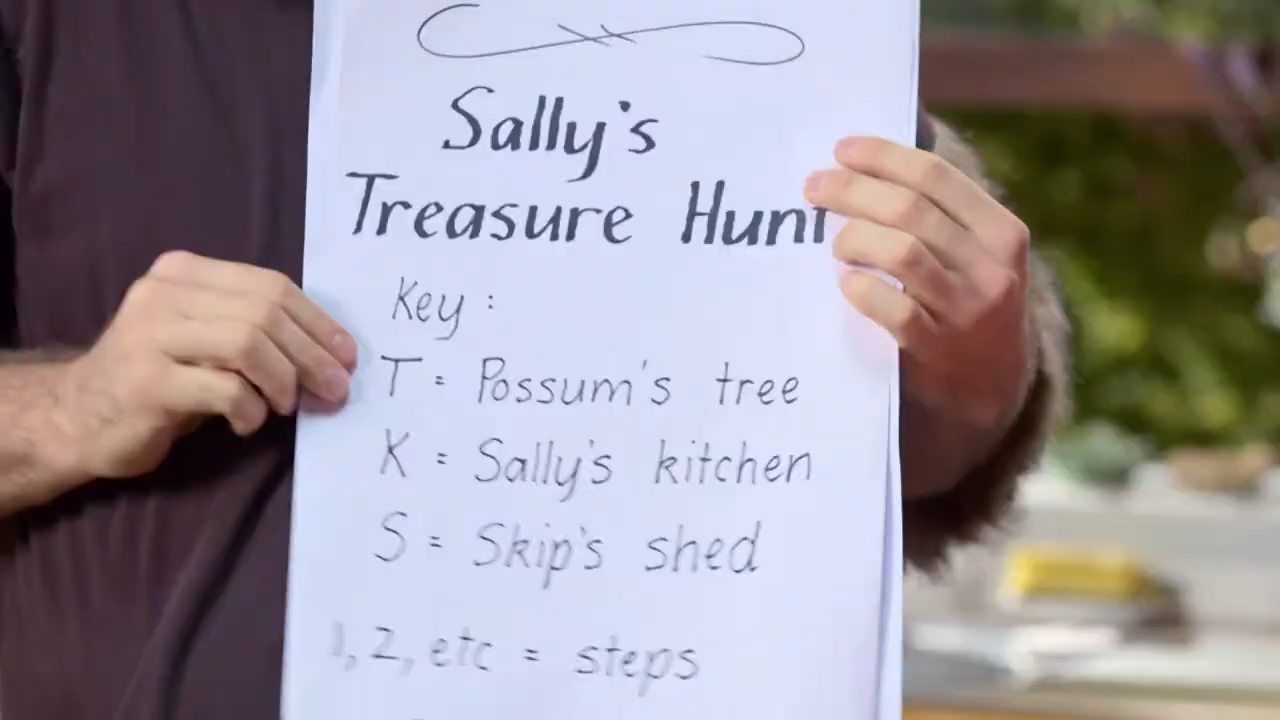 Sally's
Treasure Hunt
Key:
T = Possum's tree
K = Sally's kitchen
S = Skip's shed
1, 2, etc = steps